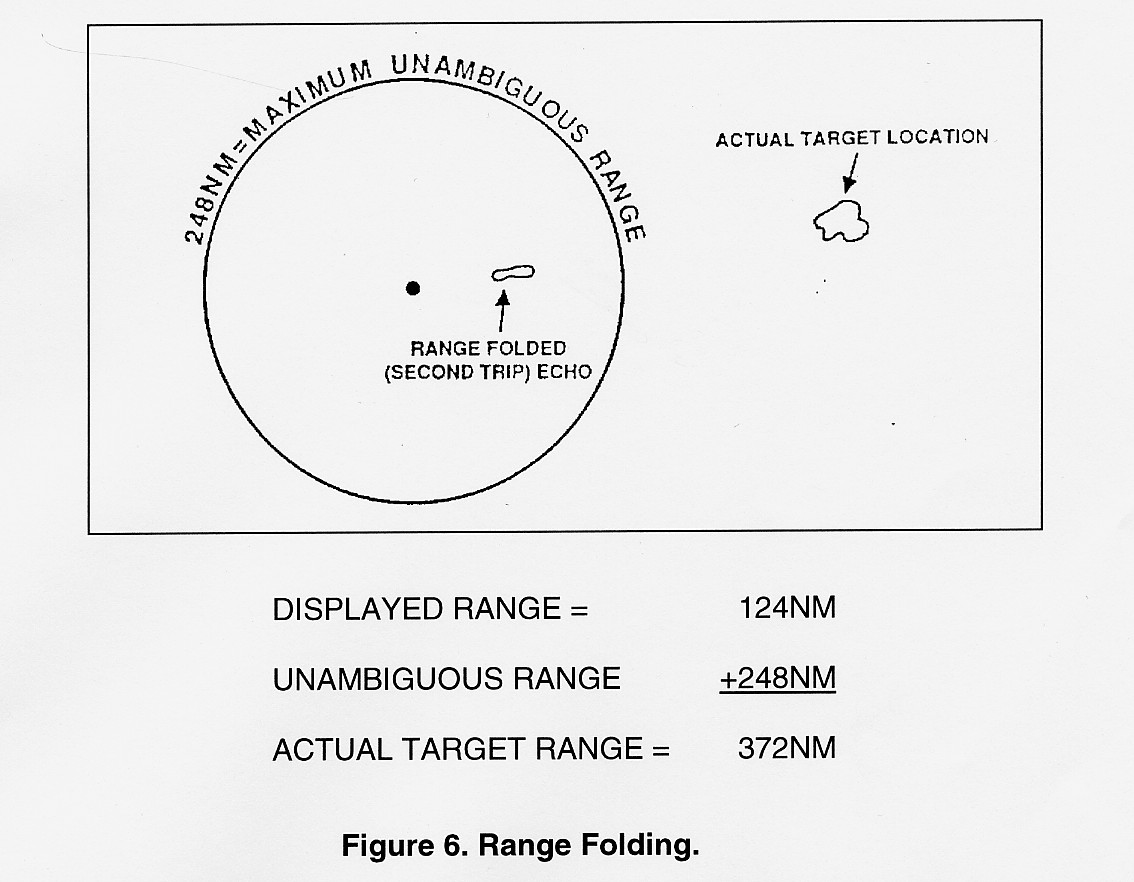 248NM=MAXIMUM UNAMBIGUOUS RANGE
ACTUAL TARGET LOCATION
RANGE FOLDED
(SECOND TRIP) ECHO
DISPLAYED RANGE = 124NM
UNAMBIGUOUS RANGE +248NM
ACTUAL TARGET RANGE = 372NM
Figure 6. Range Folding.